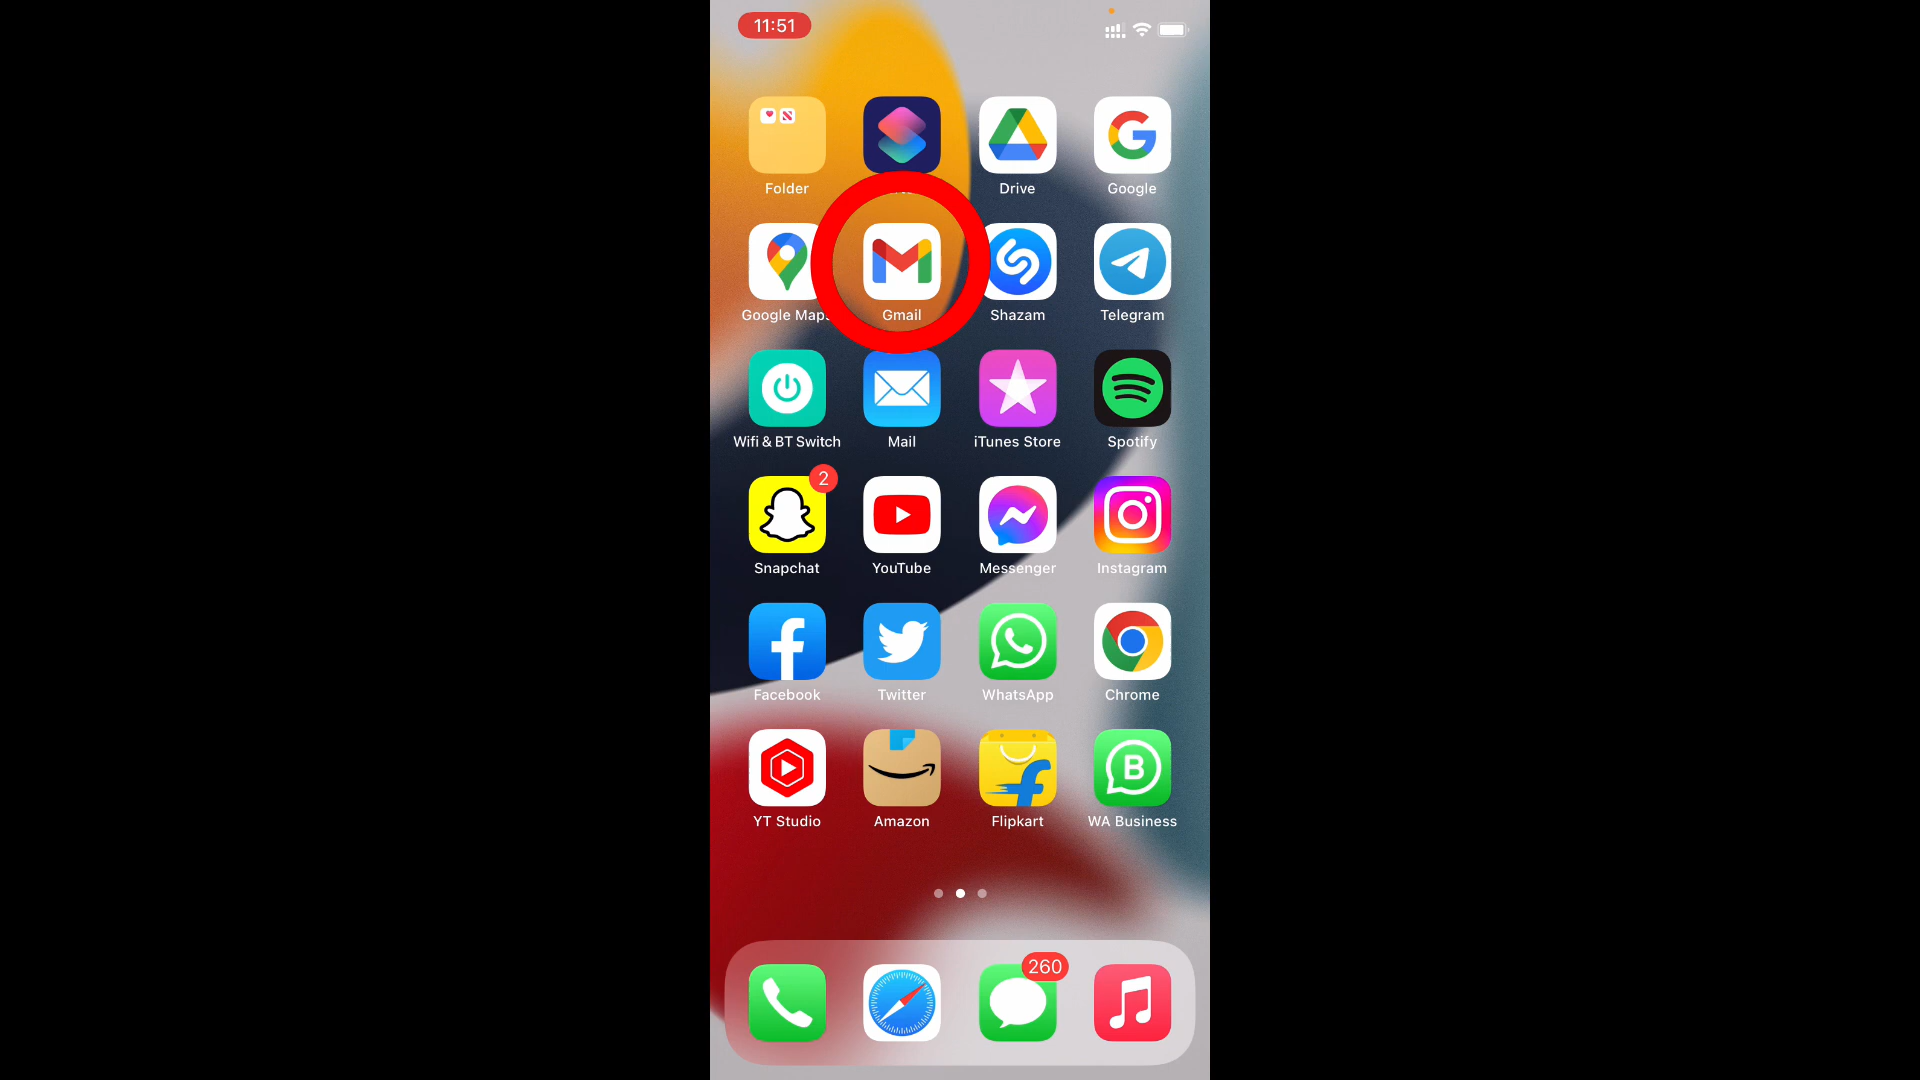 11:51
Folder
Drive
Google
Google Maps
Gmail
Shazam
Telegram
Wifi & BT Switch
Mail
iTunes Store
Spotify
2
Snapchat
YouTube
Messenger
Instagram
Facebook
Twitter
WhatsApp
Chrome
YT Studio
Amazon
Flipkart
B
WA Business
260